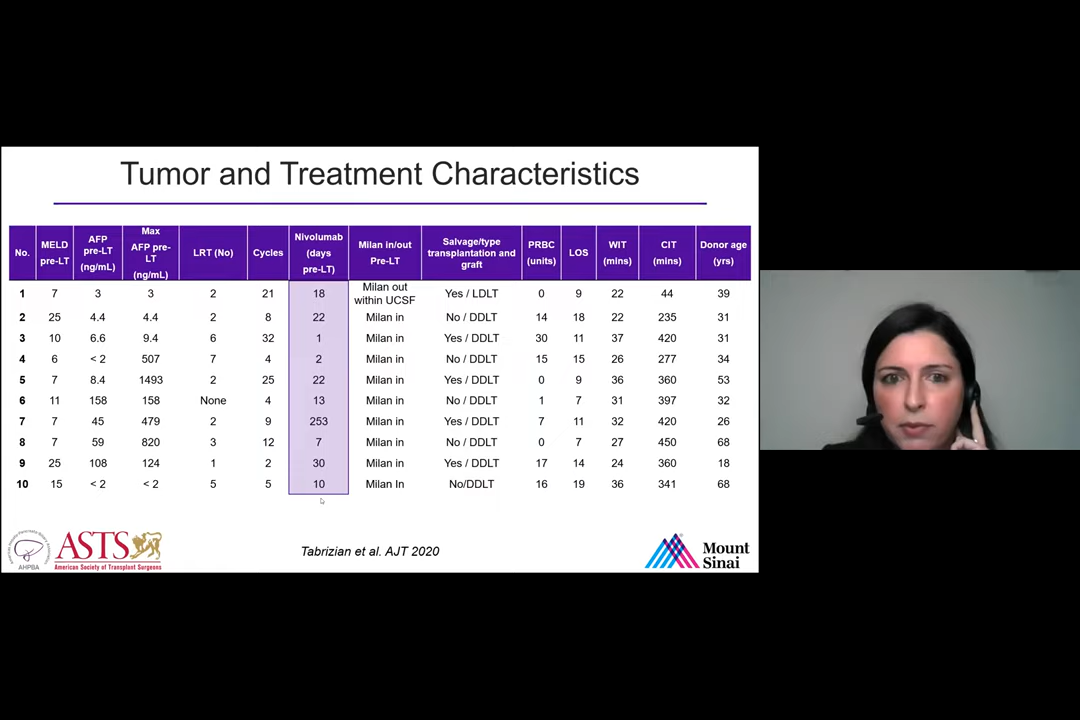 Tumor and Treatment Characteristics
No. MELD pre-LT AFP pre-LT (ng/mL) Max AFP pre-LT (ng/mL) LRT (No) Cycles Nivolumab (days pre-LT) Milan in/out Pre-LT Salvage/type transplantation and graft PRBC (units) LOS WIT (mins) CIT (mins) Donor age (yrs)
1 7 3 3 2 21 18 Milan out within UCSF Yes / LDLT 0 9 22 44 39
2 25 4.4 4.4 2 8 22 Milan in No / DDLT 14 18 22 235 31
3 10 6.6 9.4 6 32 1 Milan in Yes / DDLT 30 11 37 420 31
4 6 < 2 507 7 4 2 Milan in No / DDLT 15 15 26 277 34
5 7 8.4 1493 2 25 22 Milan in Yes / DDLT 0 9 36 360 53
6 11 158 158 None 4 13 Milan in No / DDLT 1 7 31 397 32
7 7 45 479 2 9 253 Milan in Yes / DDLT 7 11 32 420 26
8 7 59 820 3 12 7 Milan in No / DDLT 0 7 27 450 68
9 25 108 124 1 2 30 Milan in Yes / DDLT 17 14 24 360 18
10 15 < 2 < 2 5 5 10 Milan In No/DDLT 16 19 36 341 68
AHPBA
ASTS
American Society of Transplant Surgeons
Tabrizian et al. AJT 2020
Mount
Sinai